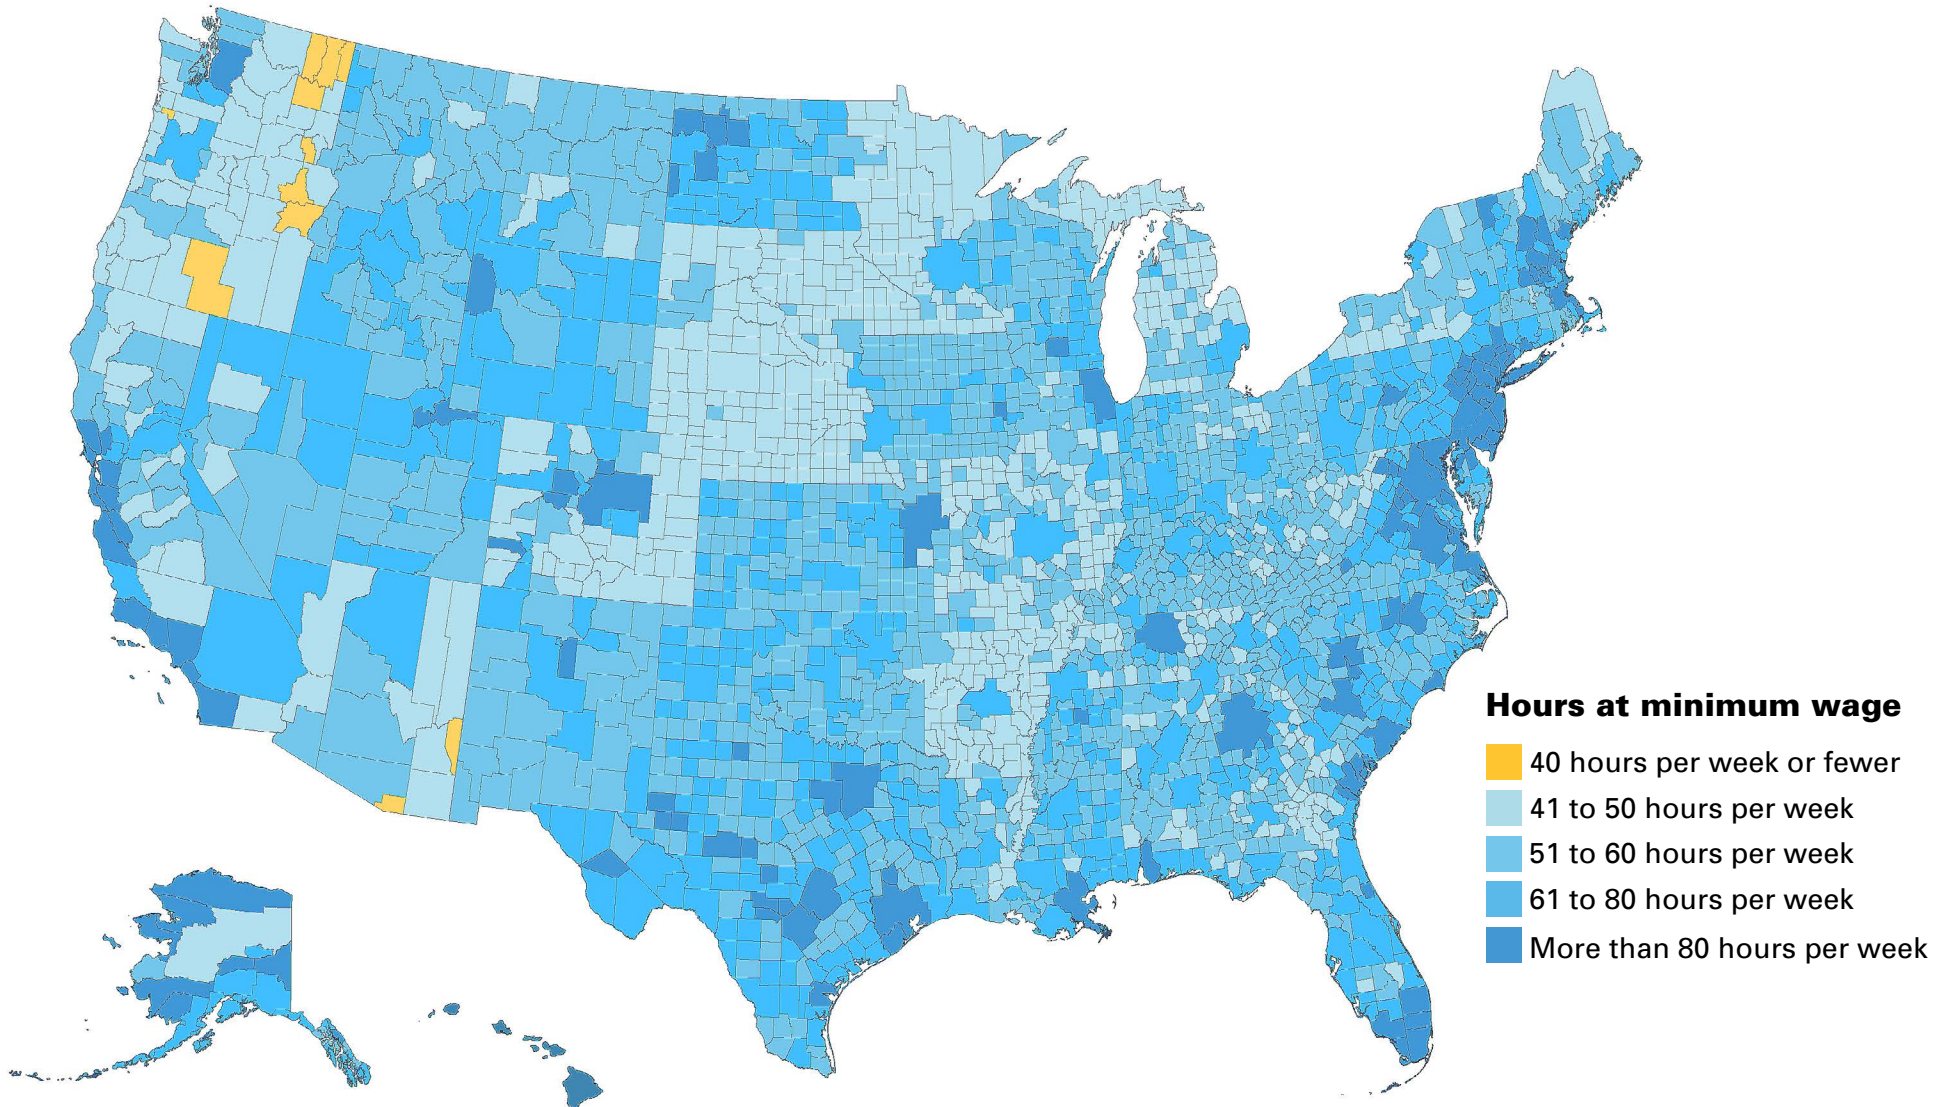 Hours at minimum wage
40 hours per week or fewer
41 to 50 hours per week
51 to 60 hours per week
61 to 80 hours per week
More than 80 hours per week